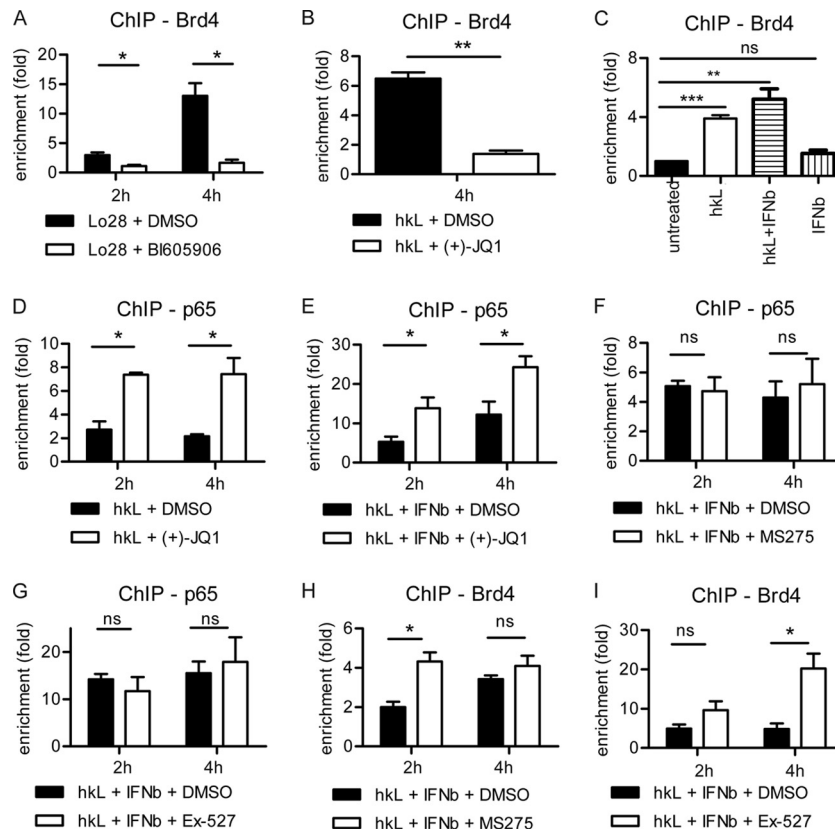 A
ChIP - Brd4
enrichment (fold)
20
15
10
5
0
*
*
2h
4h
Lo28 + DMSO
Lo28 + BI605906
B
ChIP - Brd4
enrichment (fold)
8
6
4
2
0
**
4h
hkL + DMSO
hkL + (+)-JQ1
C
ChIP - Brd4
enrichment (fold)
8
4
0
ns
**
***
untreated
hkL
hkL+IFNb
IFNb
D
ChIP - p65
enrichment (fold)
10
8
6
4
2
0
*
*
2h
4h
hkL + DMSO
hkL + (+)-JQ1
E
ChIP - p65
enrichment (fold)
30
20
10
0
*
*
2h
4h
hkL + IFNb + DMSO
hkL + IFNb + (+)-JQ1
F
ChIP - p65
enrichment (fold)
8
6
4
2
0
ns
ns
2h
4h
hkL + IFNb + DMSO
hkL + IFNb + MS275
G
ChIP - p65
enrichment (fold)
20
10
0
ns
ns
2h
4h
hkL + IFNb + DMSO
hkL + IFNb + Ex-527
H
ChIP - Brd4
enrichment (fold)
6
4
2
0
*
ns
2h
4h
hkL + IFNb + DMSO
hkL + IFNb + MS275
I
ChIP - Brd4
enrichment (fold)
30
20
10
0
ns
*
2h
4h
hkL + IFNb + DMSO
hkL + IFNb + Ex-527